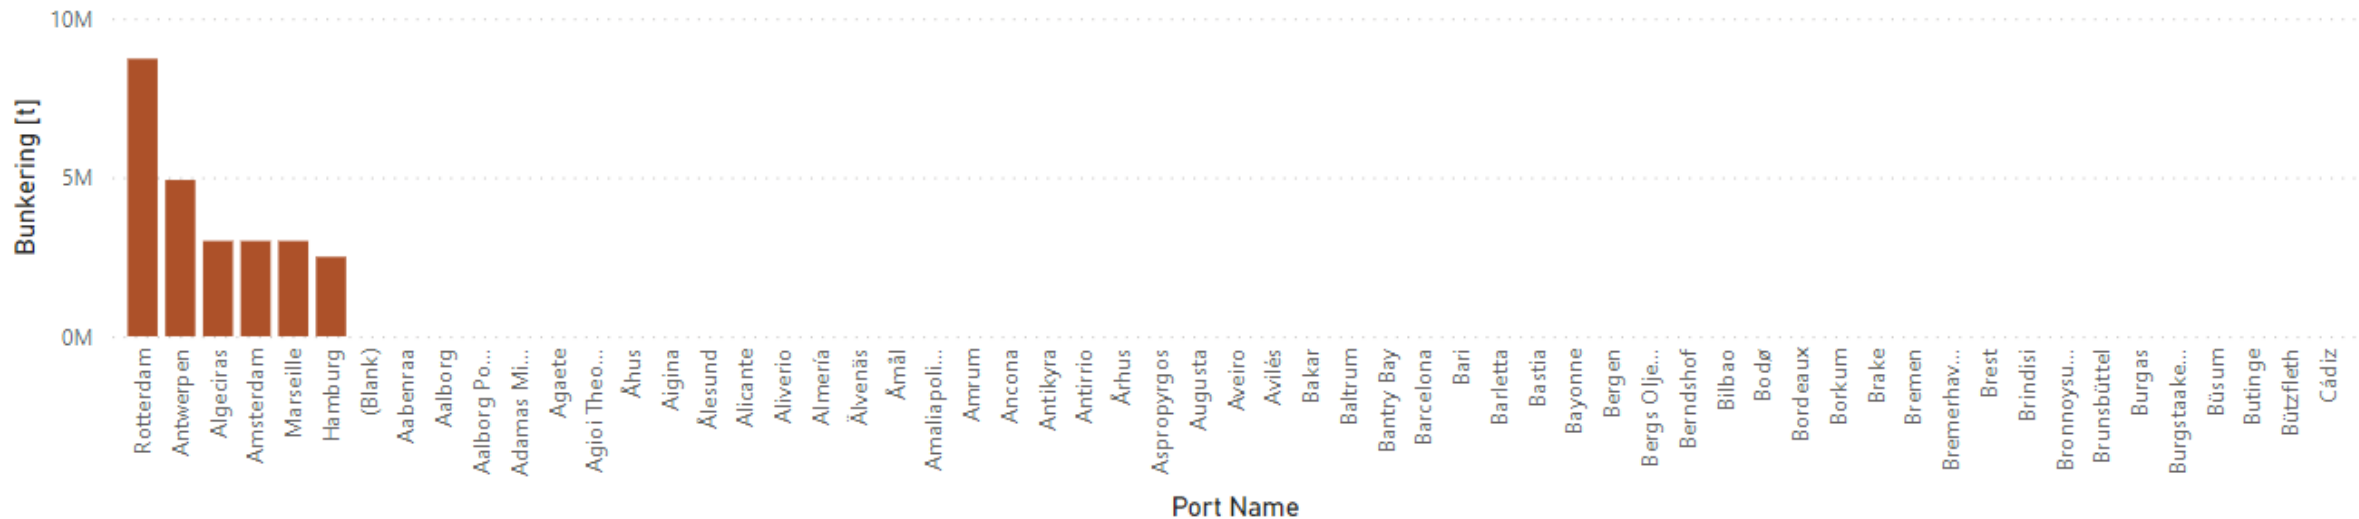 10M
5M
0M
Bunkering [t]
Rotterdam
Antwerpen
Algeciras
Amsterdam
Marseille
Hamburg
(Blank)
Aabenraa
Aalborg
Aalborg Po...
Adamas Mi...
Agaete
Agioi Theo...
Åhus
Aigina
Ålesund
Alicante
Aliverio
Almería
Älvenäs
Åmål
Amaliapoli...
Amrum
Ancona
Antikyra
Antirrio
Århus
Aspropyrgos
Augusta
Aveiro
Avilés
Bakar
Baltrum
Bantry Bay
Barcelona
Bari
Barletta
Bastia
Bayonne
Bergen
Bergs Olje...
Berndshof
Bilbao
Bodø
Bordeaux
Borkum
Brake
Bremen
Bremerhav...
Brest
Brindisi
Bronnoysu...
Brunsbüttel
Burgas
Burgstaake...
Büsum
Butinge
Bützfleth
Cádiz
Port Name